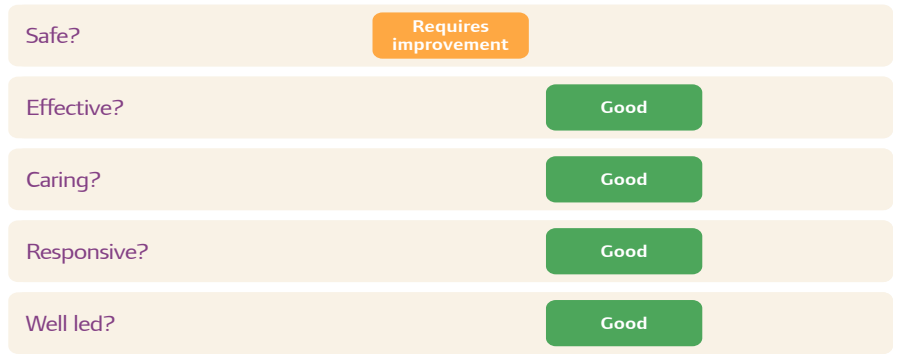 Safe?
Requires
improvement
Effective?
Good
Caring?
Good
Responsive?
Good
Well led?
Good